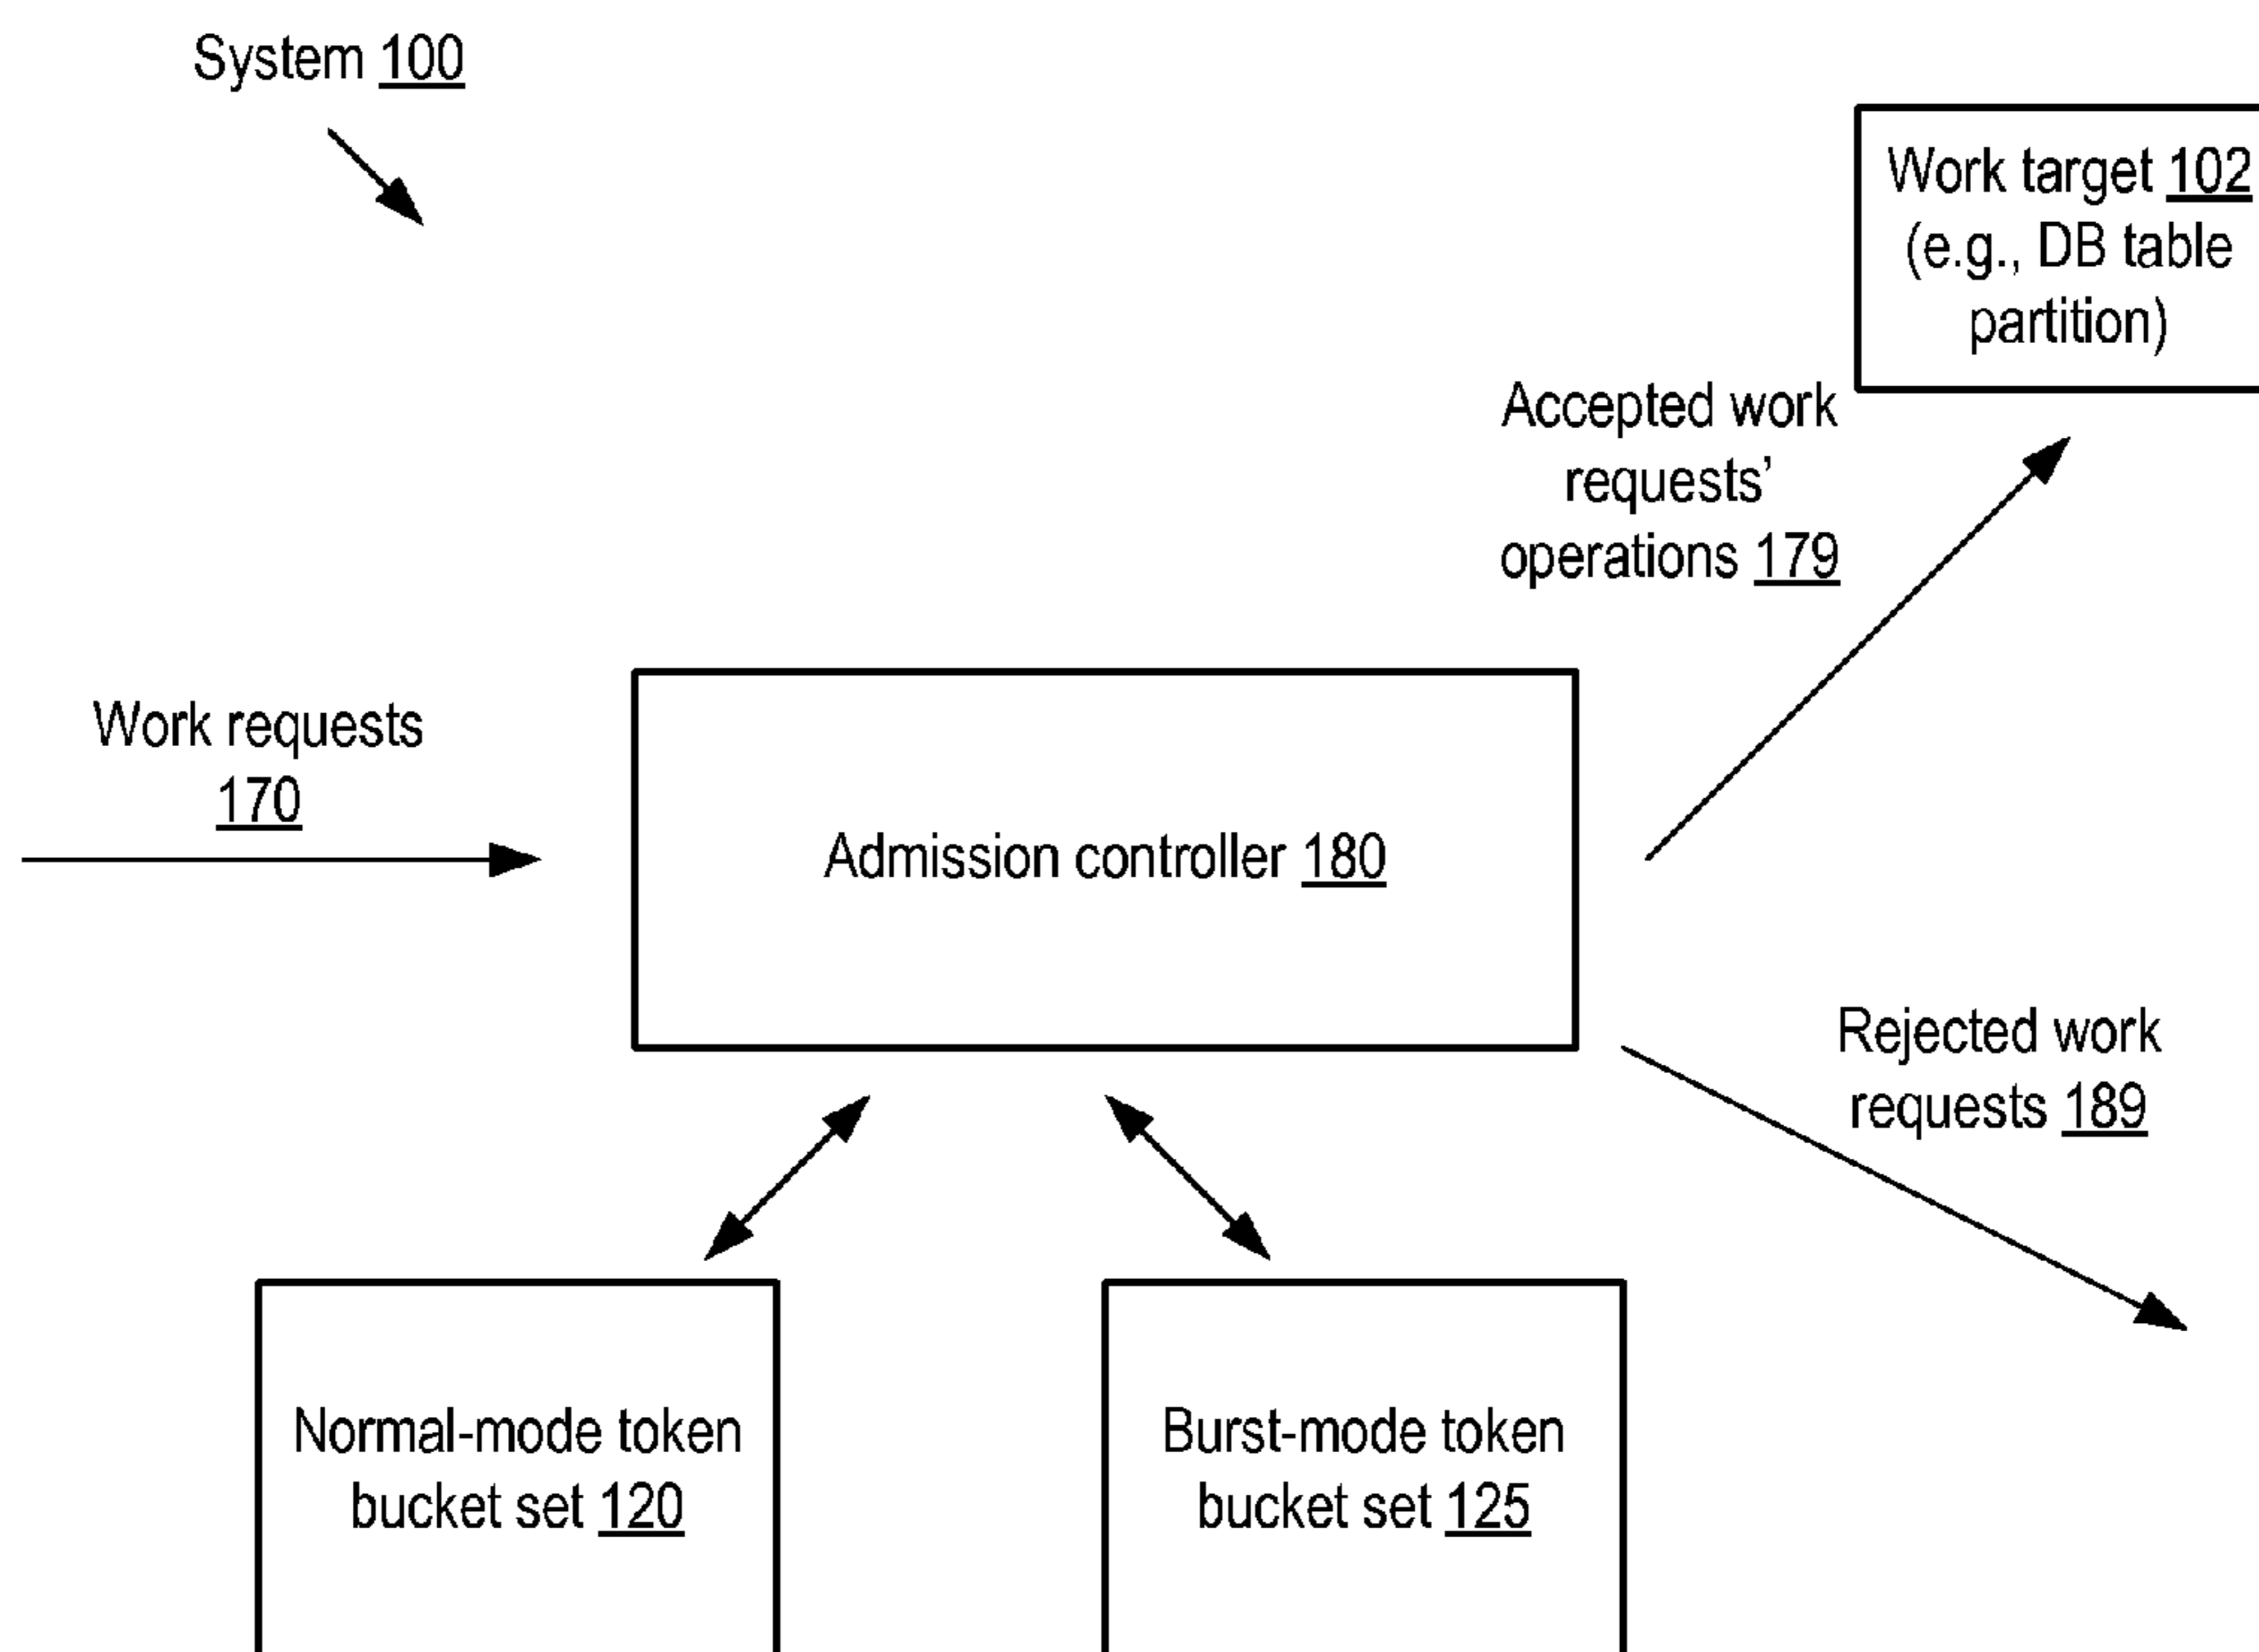 System 100
Work target 102
(e.g., DB table
partition)
Accepted work
requests’
operations 179
Work requests
170
Admission controller 180
Rejected work
requests 189
Normal-mode token
bucket set 120
Burst-mode token
bucket set 125